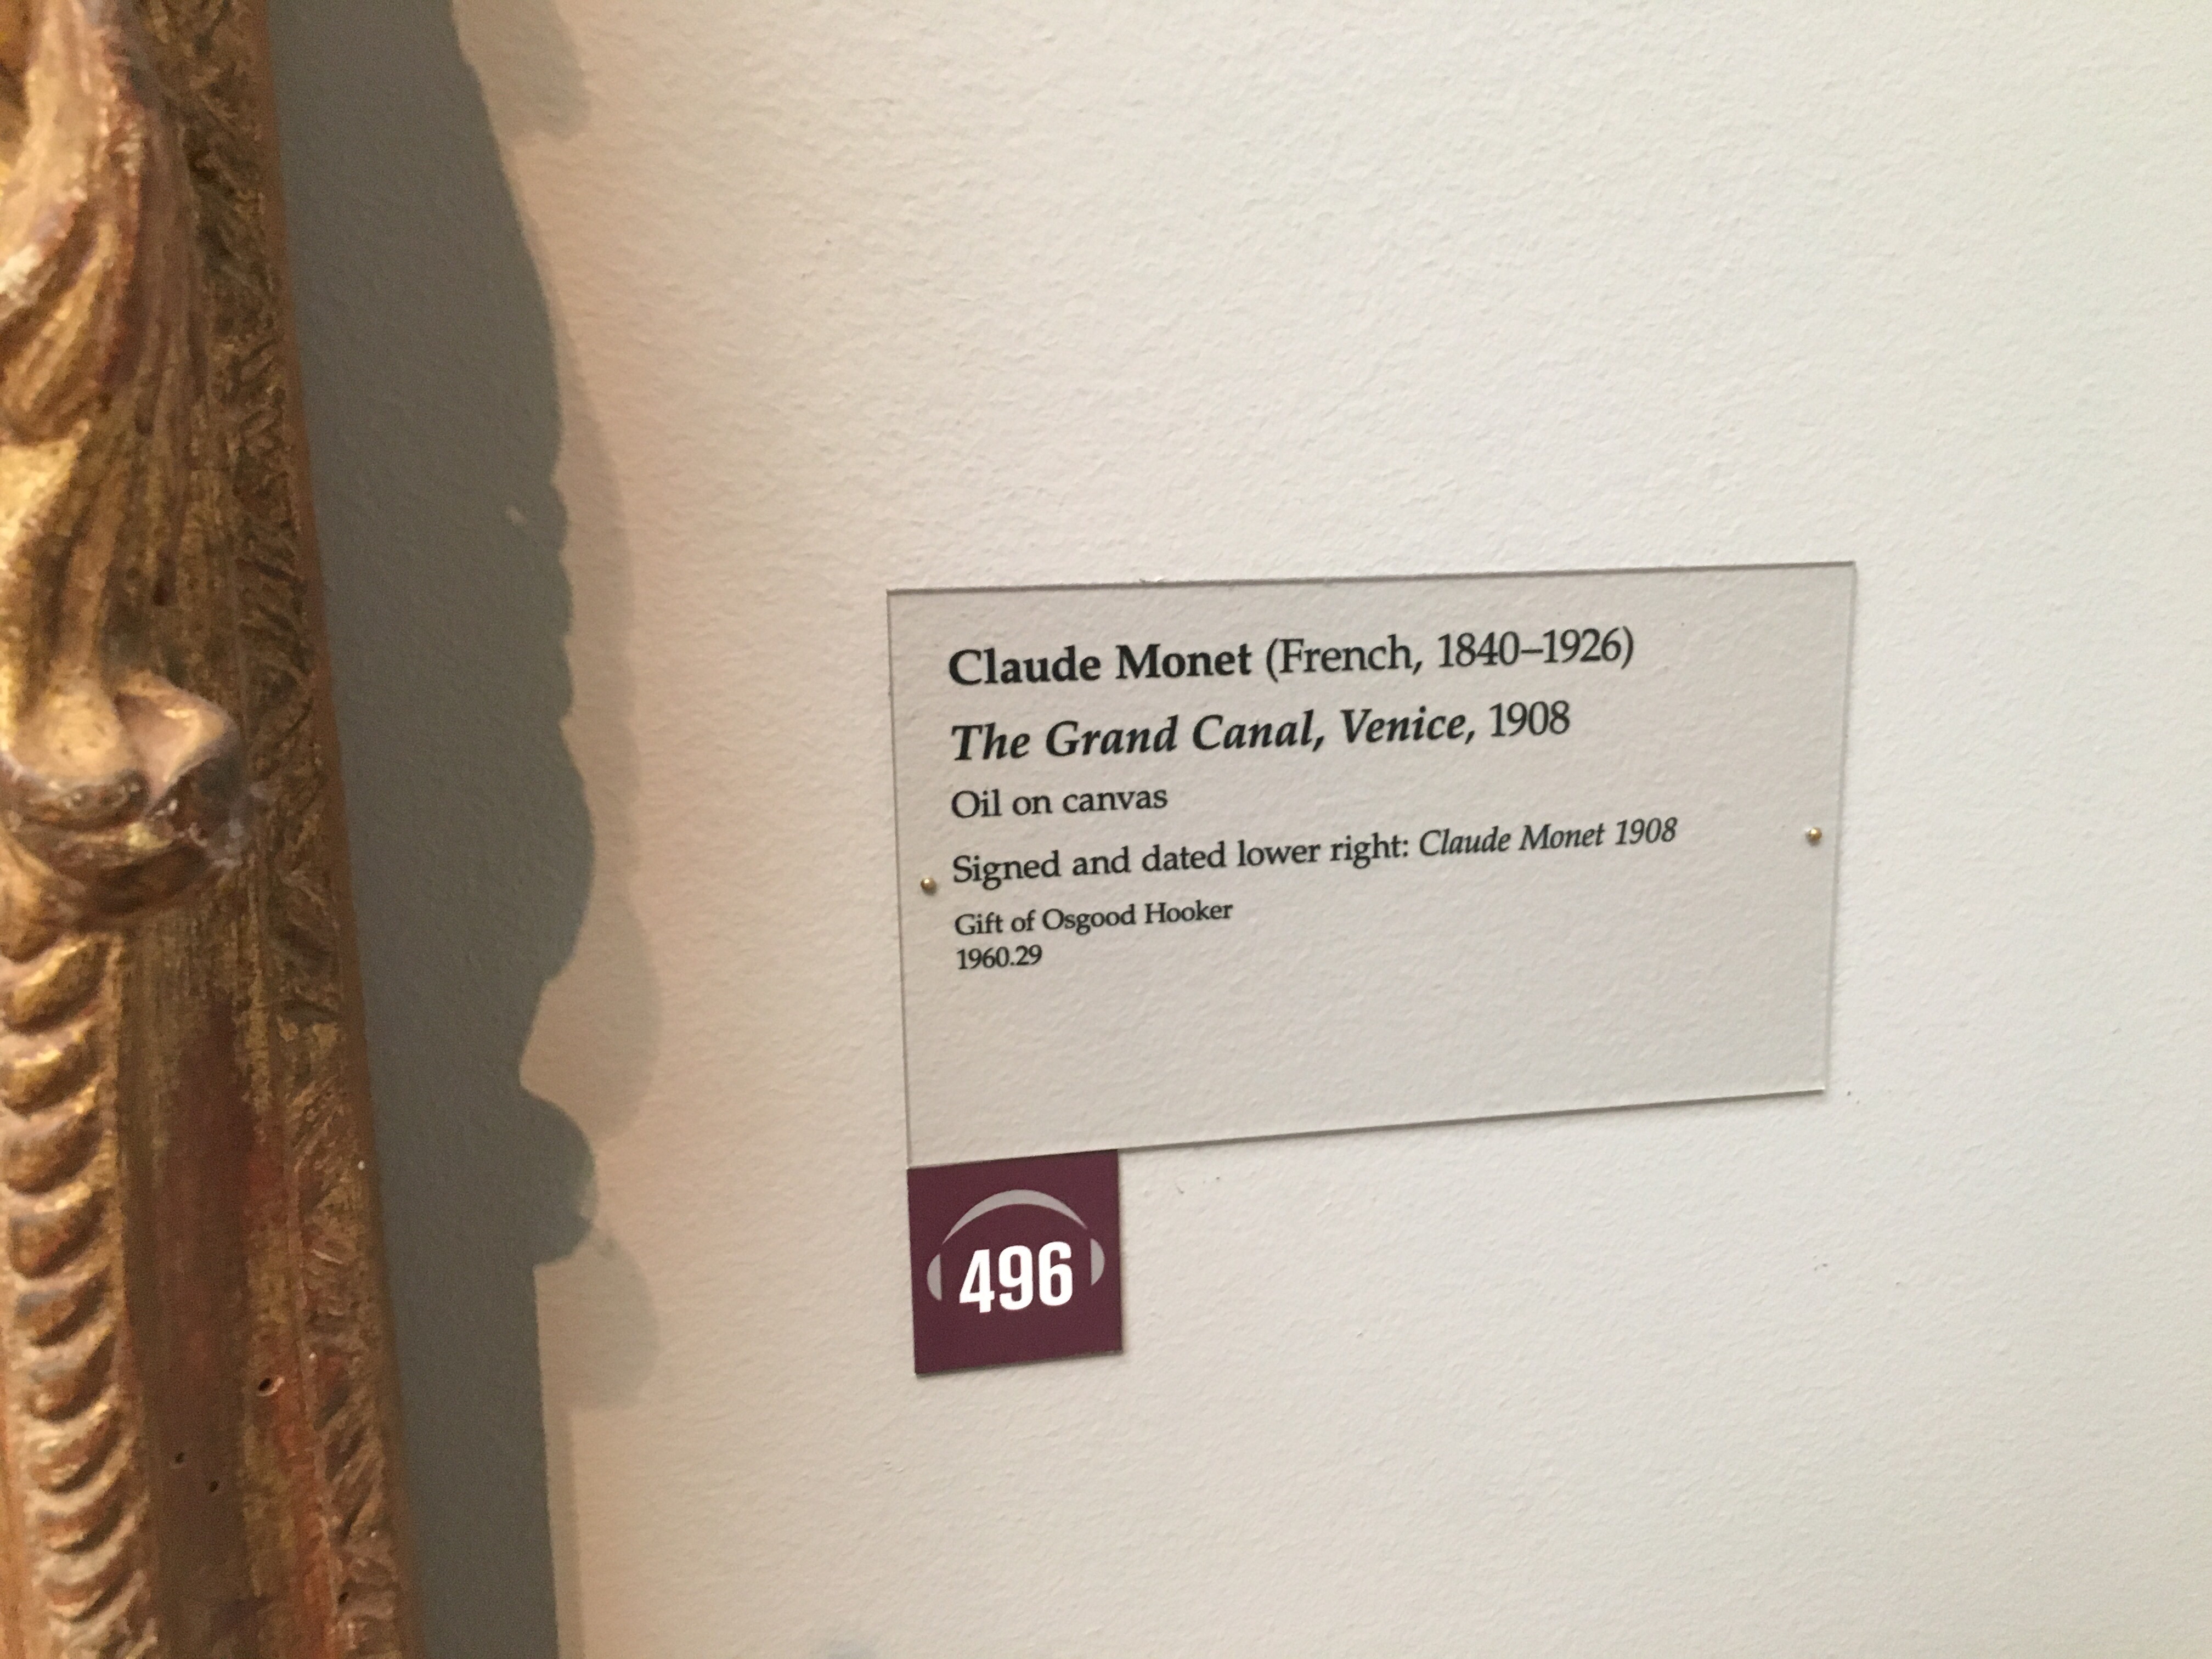 Claude Monet (French, 1840–1926)
The Grand Canal, Venice, 1908
Oil on canvas
Signed and dated lower right: Claude Monet 1908
Gift of Osgood Hooker
1960.29
496